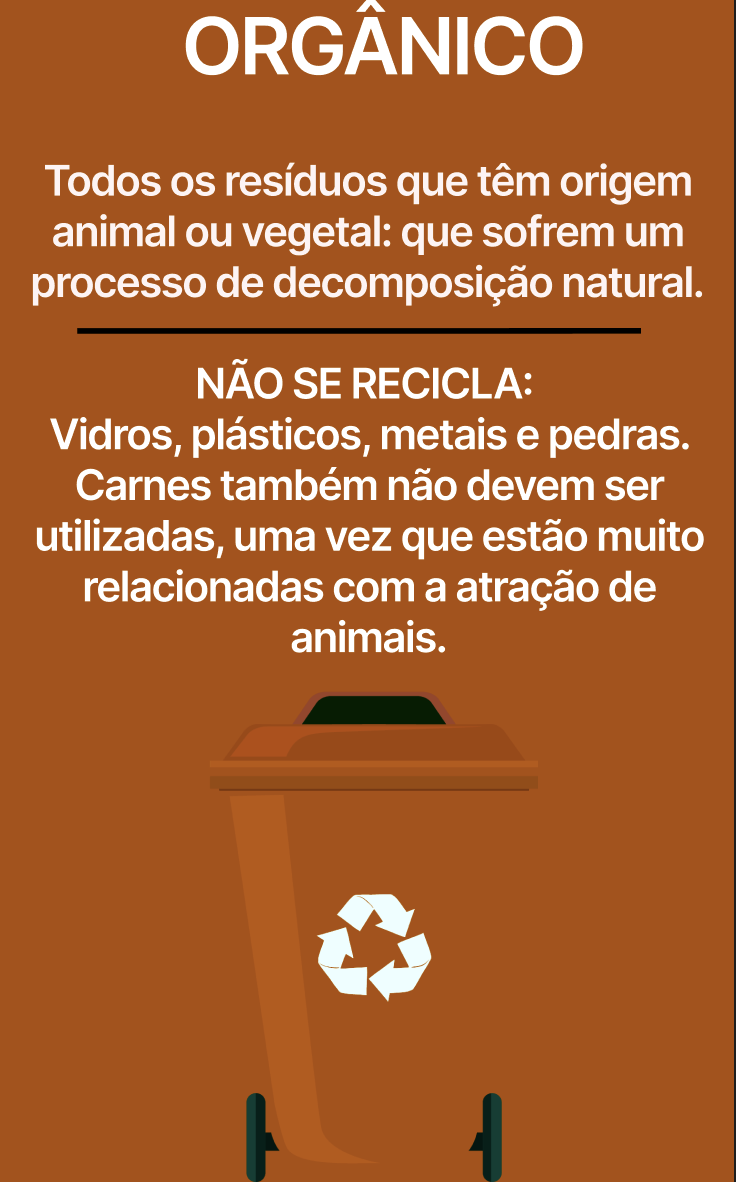 ORGÂNICO
Todos os resíduos que têm origem
animal ou vegetal: que sofrem um
processo de decomposição natural.
NÃO SE RECICLA:
Vidros, plásticos, metais e pedras.
Carnes também não devem ser
utilizadas, uma vez que estão muito
relacionadas com a atração de
animais.